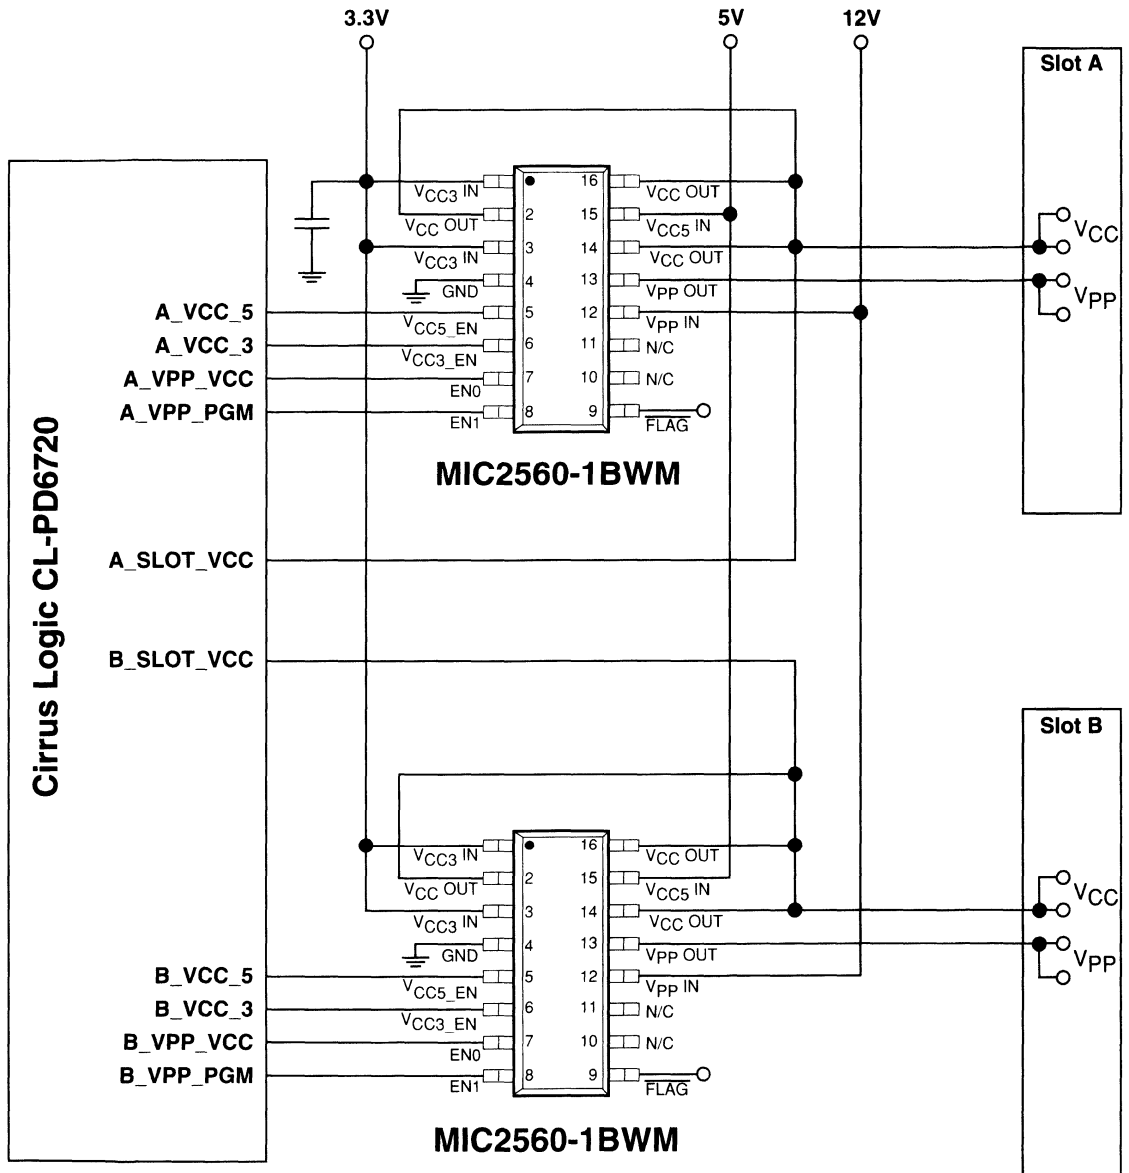 3.3V
5V
12V
Slot A
VCC3 IN
16
VCC OUT
VCC OUT
2
15
VCC5 IN
VCC
VCC3 IN
3
14
VCC OUT
GND
4
13
VPP OUT
VPP
A_VCC_5
VCC5_EN
5
12
VPP IN
A_VCC_3
VCC3_EN
6
11
N/C
A_VPP_VCC
EN0
7
10
N/C
A_VPP_PGM
EN1
8
9
FLAG
MIC2560-1BWM
Cirrus Logic CL-PD6720
A_SLOT_VCC
B_SLOT_VCC
Slot B
VCC3 IN
16
VCC OUT
VCC OUT
2
15
VCC5 IN
VCC
VCC3 IN
3
14
VCC OUT
GND
4
13
VPP OUT
VPP
B_VCC_5
VCC5_EN
5
12
VPP IN
B_VCC_3
VCC3_EN
6
11
N/C
B_VPP_VCC
EN0
7
10
N/C
B_VPP_PGM
EN1
8
9
FLAG
MIC2560-1BWM